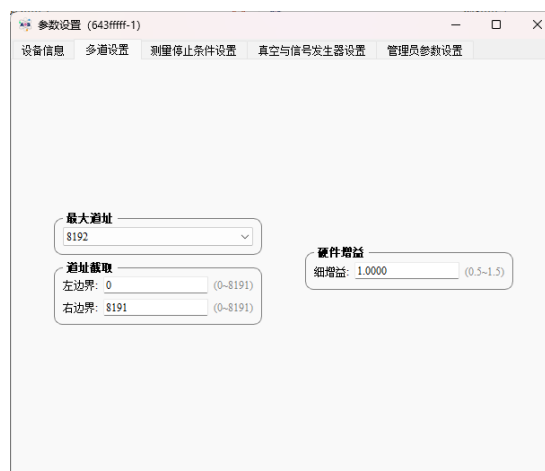 参数设置 (643fffff-1)
设备信息 多道设置 测量停止条件设置 真空与信号发生器设置 管理员参数设置
最大道址
8192
硬件增益
细增益: 1.0000 (0.5~1.5)
道址截取
左边界: 0 (0~8191)
右边界: 8191 (0~8191)